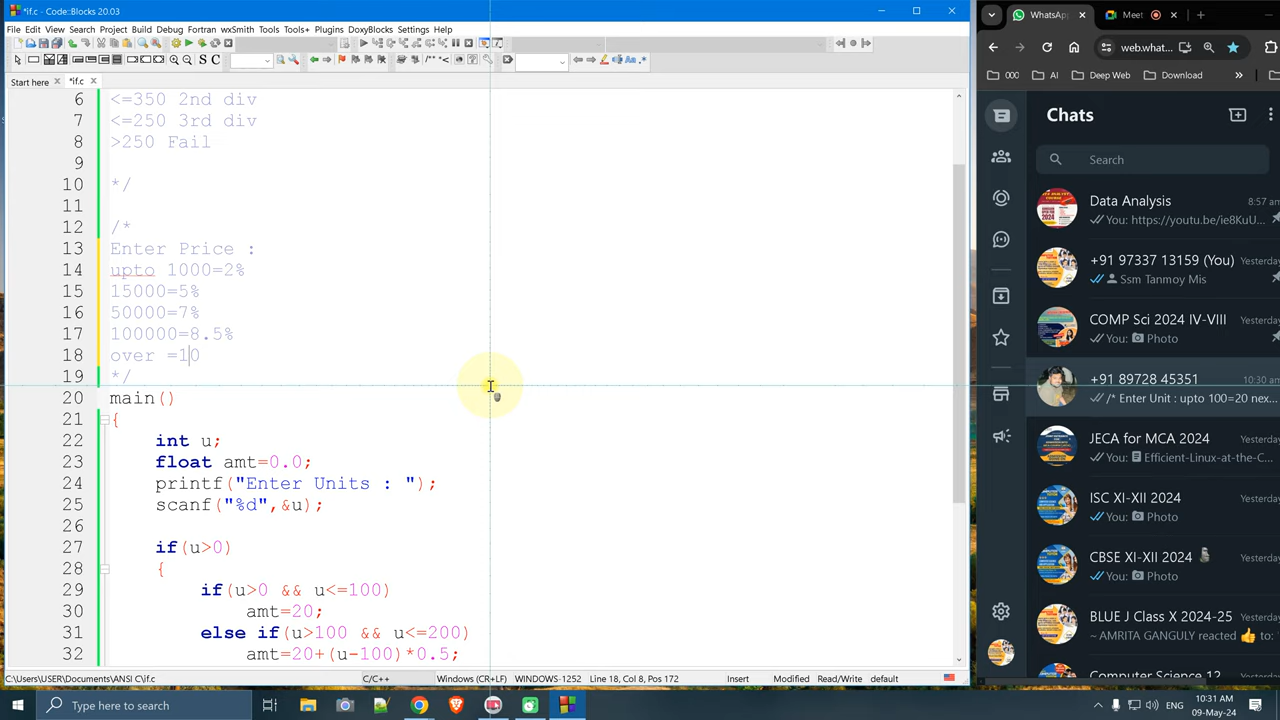 *if.c - Code::Blocks 20.03
File Edit View Search Project Build Debug Fortran wxSmith Tools Tools+ Plugins DoxyBlocks Settings Help
Start here
*if.c
6 <=350 2nd div
7 <=250 3rd div
8 >250 Fail
9
10 */
11
12 /*
13 Enter Price :
14 upto 1000=2%
15 15000=5%
16 50000=7%
17 100000=8.5%
18 over =10
19 */
20 main()
21 {
22 int u;
23 float amt=0.0;
24 printf("Enter Units : ");
25 scanf("%d",&u);
26
27 if(u>0)
28 {
29 if(u>0 && u<=100)
30 amt=20;
31 else if(u>100 && u<=200)
32 amt=20+(u-100)*0.5;
C:\Users\USER\Documents\ANSI C\if.c
C/C++
Windows (CR+LF)
WINDOWS-1252
Line 18, Col 8, Pos 172
Insert
Modified
Read/Write
default
WhatsApp
Meet
web.whats
000
AI
Deep Web
Download
»
Chats
Search
Data Analysis
8:57 am
You: https://youtu.be/
+91 97337 13159 (You)
Yesterday
Ssm Tanmoy Mis
COMP Sci 2024 IV-VIII
Yesterday
You: Photo
+91 89728 45351
10:30 am
/* Enter Unit : upto 100=20 nex...
JECA For MCA 2024
Yesterday
You: Efficient-Linux-at-the-C...
ISC XI-XII 2024
Yesterday
You: Photo
CBSE XI-XII 2024
Yesterday
You: Photo
BLUE J Class X 2024-25
Yesterday
~ AMRITA GANGULY reacted 👍 to:
Computer Science 12
Yesterday
Type here to search
ENG
10:31 AM
09-May-24